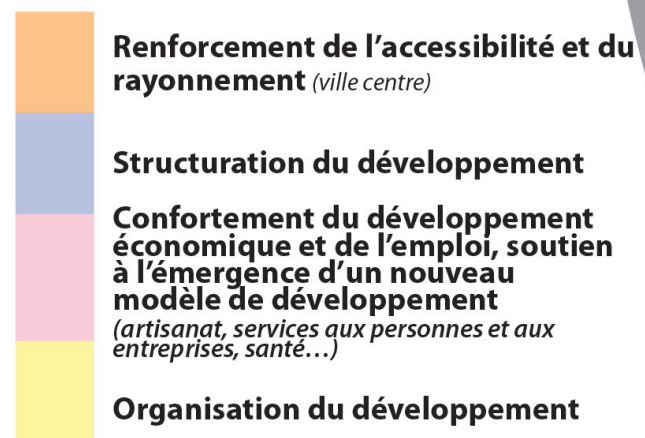 Renforcement de l’accessibilité et du
rayonnement (ville centre)
Structuration du développement
Confortement du développement
économique et de l’emploi, soutien
à l’émergence d’un nouveau
modèle de développement
(artisanat, services aux personnes et aux
entreprises, santé…)
Organisation du développement